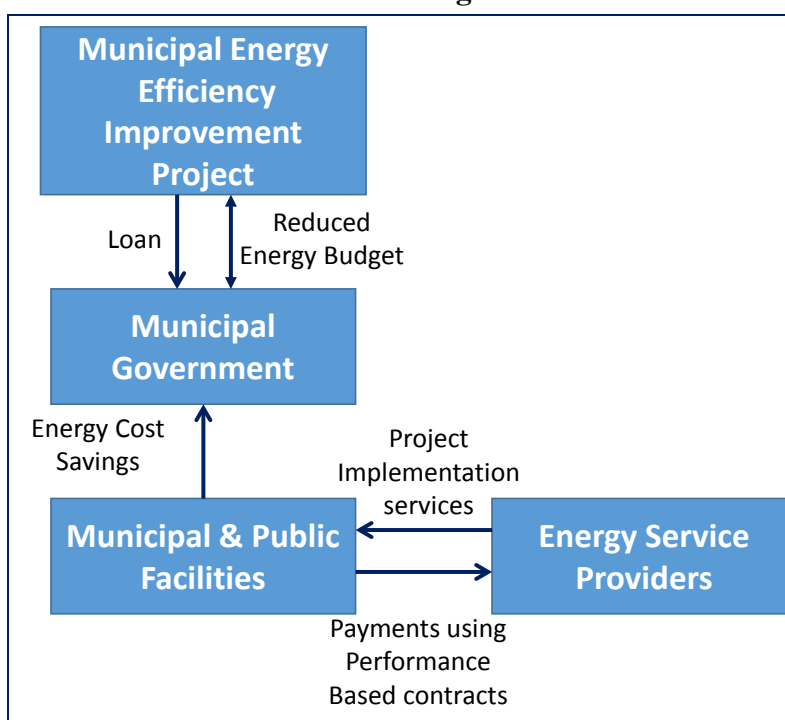 Municipal Energy
Efficiency
Improvement
Project
Loan
Reduced
Energy Budget
Municipal
Government
Energy Cost
Savings
Project
Implementation
services
Municipal & Public
Facilities
Energy Service
Providers
Payments using
Performance
Based contracts